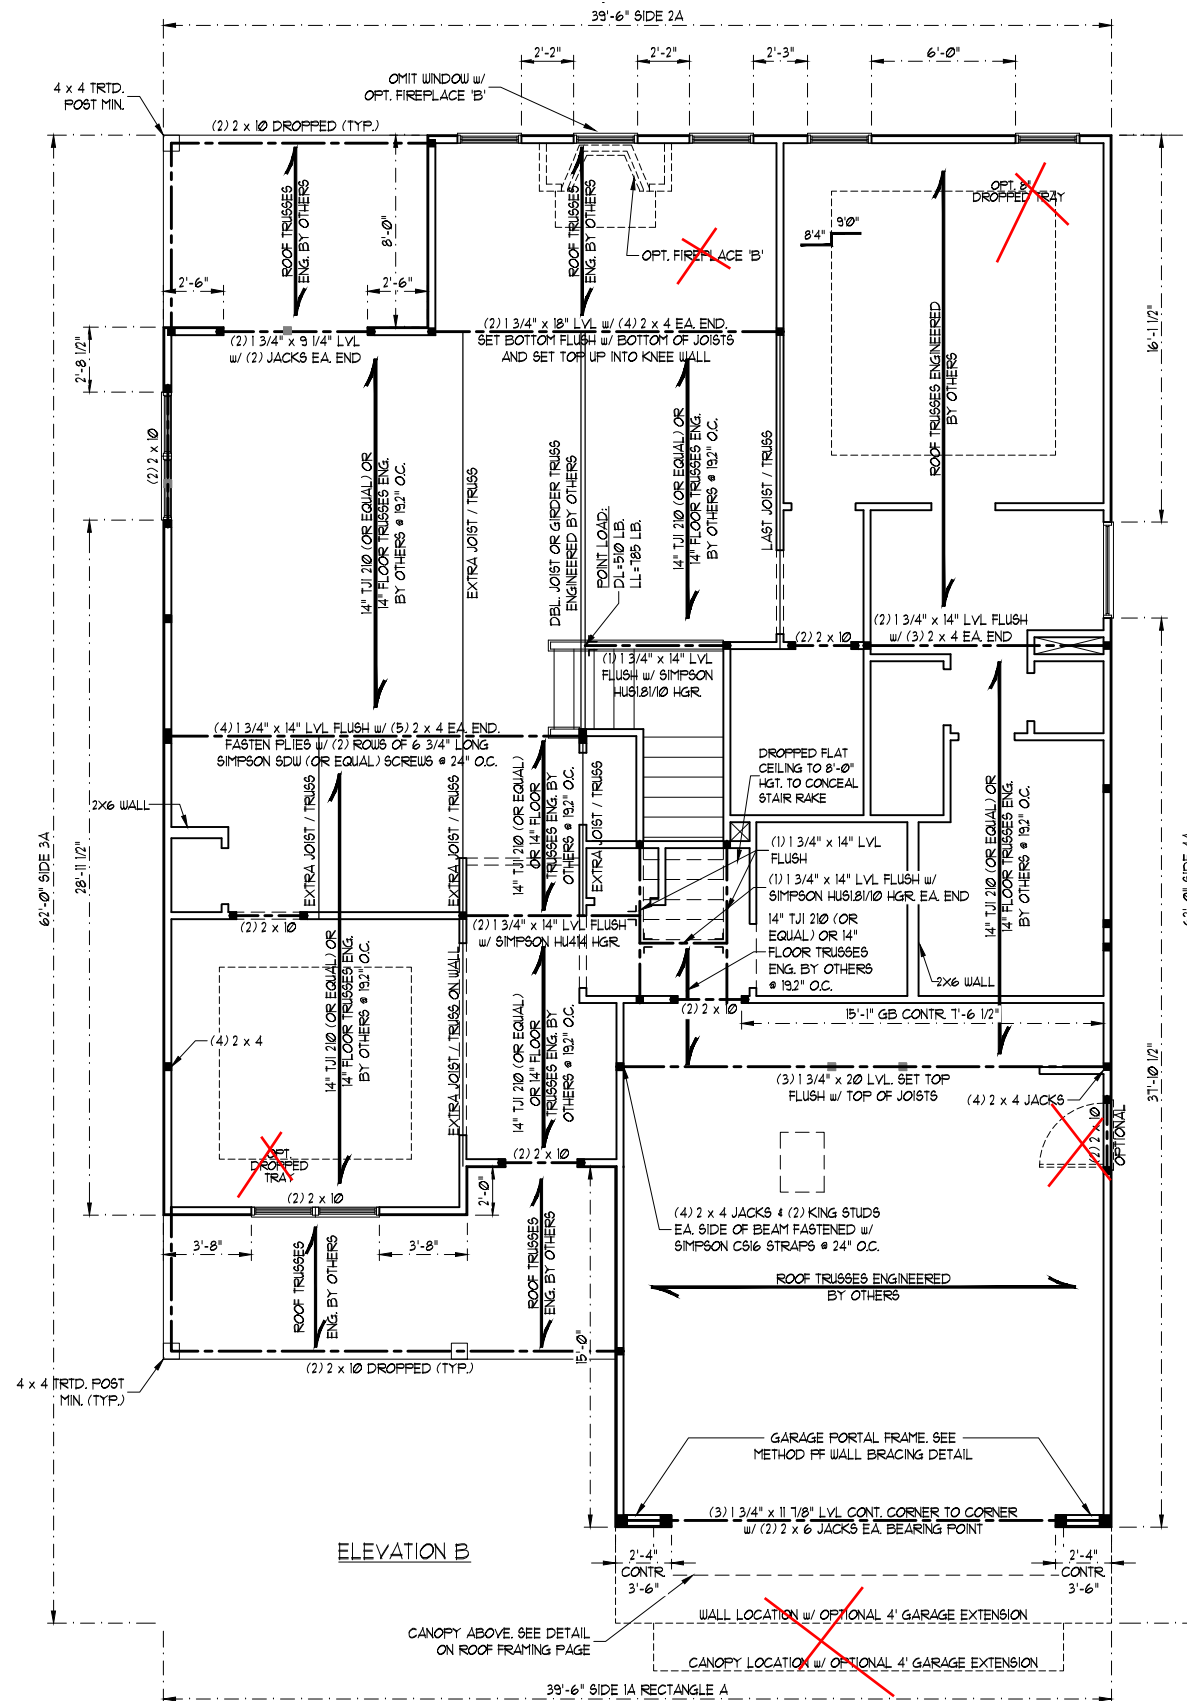 39'-6" SIDE 2A
2'-2"
2'-2"
2'-3"
6'-0"
4 x 4 TRTD.
POST MIN.
OMIT WINDOW w/
OPT. FIREPLACE 'B'
(2) 2 x 10 DROPPED (TYP.)
ROOF TRUSSES
ENG. BY OTHERS
8'-0"
ROOF TRUSSES
ENG. BY OTHERS
OPT. FIREPLACE 'B'
OPT. 8"
DROPPED TRAY
8'4"
9'0"
2'-6"
2'-6"
(2) 1 3/4" x 9 1/4" LVL
w/ (2) JACKS EA. END
(2) 1 3/4" x 18" LVL w/ (4) 2 x 4 EA. END.
SET BOTTOM FLUSH w/ BOTTOM OF JOISTS
AND SET TOP UP INTO KNEE WALL
2'-8 1/2"
16'-1 1/2"
ROOF TRUSSES ENGINEERED
BY OTHERS
(2) 2 x 10
14" TJI 210 (OR EQUAL) OR
14" FLOOR TRUSSES ENG.
BY OTHERS @ 19.2" O.C.
EXTRA JOIST / TRUSS
DBL. JOIST OR GIRDER TRUSS
ENGINEERED BY OTHERS
POINT LOAD:
DL=510 LB.
LL=785 LB.
14" TJI 210 (OR EQUAL) OR
14" FLOOR TRUSSES ENG.
BY OTHERS @ 19.2" O.C.
LAST JOIST / TRUSS
(2) 1 3/4" x 14" LVL FLUSH
w/ (3) 2 x 4 EA. END
(2) 2 x 10
(1) 1 3/4" x 14" LVL
FLUSH w/ SIMPSON
HUS1.81/10 HGR.
(4) 1 3/4" x 14" LVL FLUSH w/ (5) 2 x 4 EA. END.
FASTEN PLIES w/ (2) ROWS OF 6 3/4" LONG
SIMPSON SDW (OR EQUAL) SCREWS @ 24" O.C.
DROPPED FLAT
CEILING TO 8'-0"
HGT. TO CONCEAL
STAIR RAKE
2X6 WALL
EXTRA JOIST / TRUSS
EXTRA JOIST / TRUSS
14" TJI 210 (OR EQUAL)
OR 14" FLOOR
TRUSSES ENG. BY
OTHERS @ 19.2" O.C.
EXTRA JOIST / TRUSS
14" TJI 210 (OR EQUAL) OR
14" FLOOR TRUSSES ENG.
BY OTHERS @ 19.2" O.C.
62'-0" SIDE 3A
28'-11 1/2"
(1) 1 3/4" x 14" LVL
FLUSH
(1) 1 3/4" x 14" LVL FLUSH w/
SIMPSON HUS1.81/10 HGR. EA. END
(2) 2 x 10
(2) 1 3/4" x 14" LVL FLUSH
w/ SIMPSON HU414 HGR.
14" TJI 210 (OR
EQUAL) OR 14"
FLOOR TRUSSES
ENG. BY OTHERS
@ 19.2" O.C.
2X6 WALL
(2) 2 x 10
15'-1" GB CONTR. 7'-6 1/2"
14" TJI 210 (OR EQUAL) OR
14" FLOOR TRUSSES ENG.
BY OTHERS @ 19.2" O.C.
EXTRA JOIST / TRUSS ON WALL
14" TJI 210 (OR EQUAL)
OR 14" FLOOR
TRUSSES ENG. BY
OTHERS @ 19.2" O.C.
(4) 2 x 4
(3) 1 3/4" x 20 LVL. SET TOP
FLUSH w/ TOP OF JOISTS
(4) 2 x 4 JACKS
37'-10 1/2"
(2) 2 x 10
OPTIONAL
OPT.
DROPPED
TRAY
(2) 2 x 10
(2) 2 x 10
2'-0"
(4) 2 x 4 JACKS & (2) KING STUDS
EA. SIDE OF BEAM FASTENED w/
SIMPSON CS16 STRAPS @ 24" O.C.
3'-8"
3'-8"
ROOF TRUSSES
ENG. BY OTHERS
ROOF TRUSSES
ENG. BY OTHERS
ROOF TRUSSES ENGINEERED
BY OTHERS
15'-0"
(2) 2 x 10 DROPPED (TYP.)
4 x 4 TRTD. POST
MIN. (TYP.)
GARAGE PORTAL FRAME. SEE
METHOD PF WALL BRACING DETAIL
(3) 1 3/4" x 11 7/8" LVL CONT. CORNER TO CORNER
w/ (2) 2 x 6 JACKS EA. BEARING POINT
ELEVATION B
2'-4"
CONTR.
3'-6"
2'-4"
CONTR.
3'-6"
WALL LOCATION w/ OPTIONAL 4' GARAGE EXTENSION
CANOPY ABOVE. SEE DETAIL
ON ROOF FRAMING PAGE
CANOPY LOCATION w/ OPTIONAL 4' GARAGE EXTENSION
39'-6" SIDE 1A RECTANGLE A